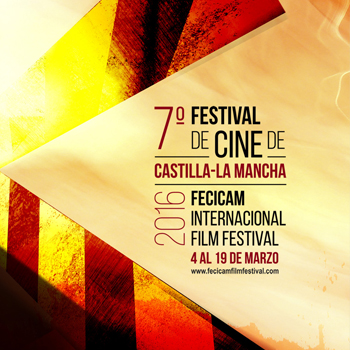 7º FESTIVAL
DE CINE DE
CASTILLA-LA MANCHA
2016 FECICAM
INTERNACIONAL
FILM FESTIVAL
4 AL 19 DE MARZO
www.fecicamfilmfestival.com